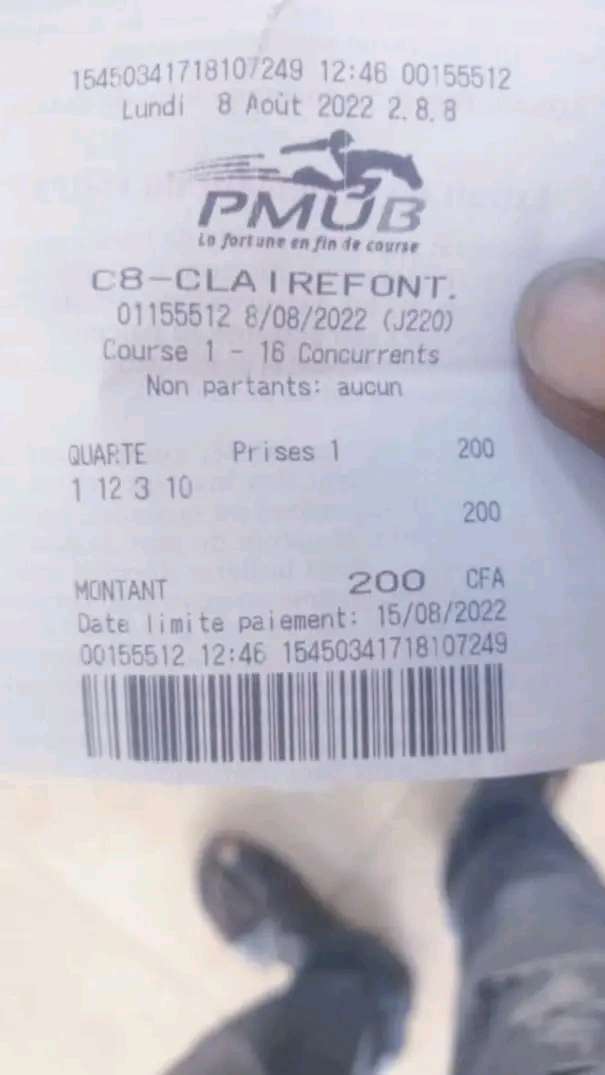 15450341718107249 12:46 00155512
Lundi 8 Août 2022 2.8.8
PMUB
La fortune en fin de course
C8-CLAIREFONT.
01155512 8/08/2022 (J220)
Course 1 - 16 Concurrents
Non partants: aucun
QUARTE Prises 1 200
1 12 3 10
200
MONTANT 200 CFA
Date limite paiement: 15/08/2022
00155512 12:46 15450341718107249